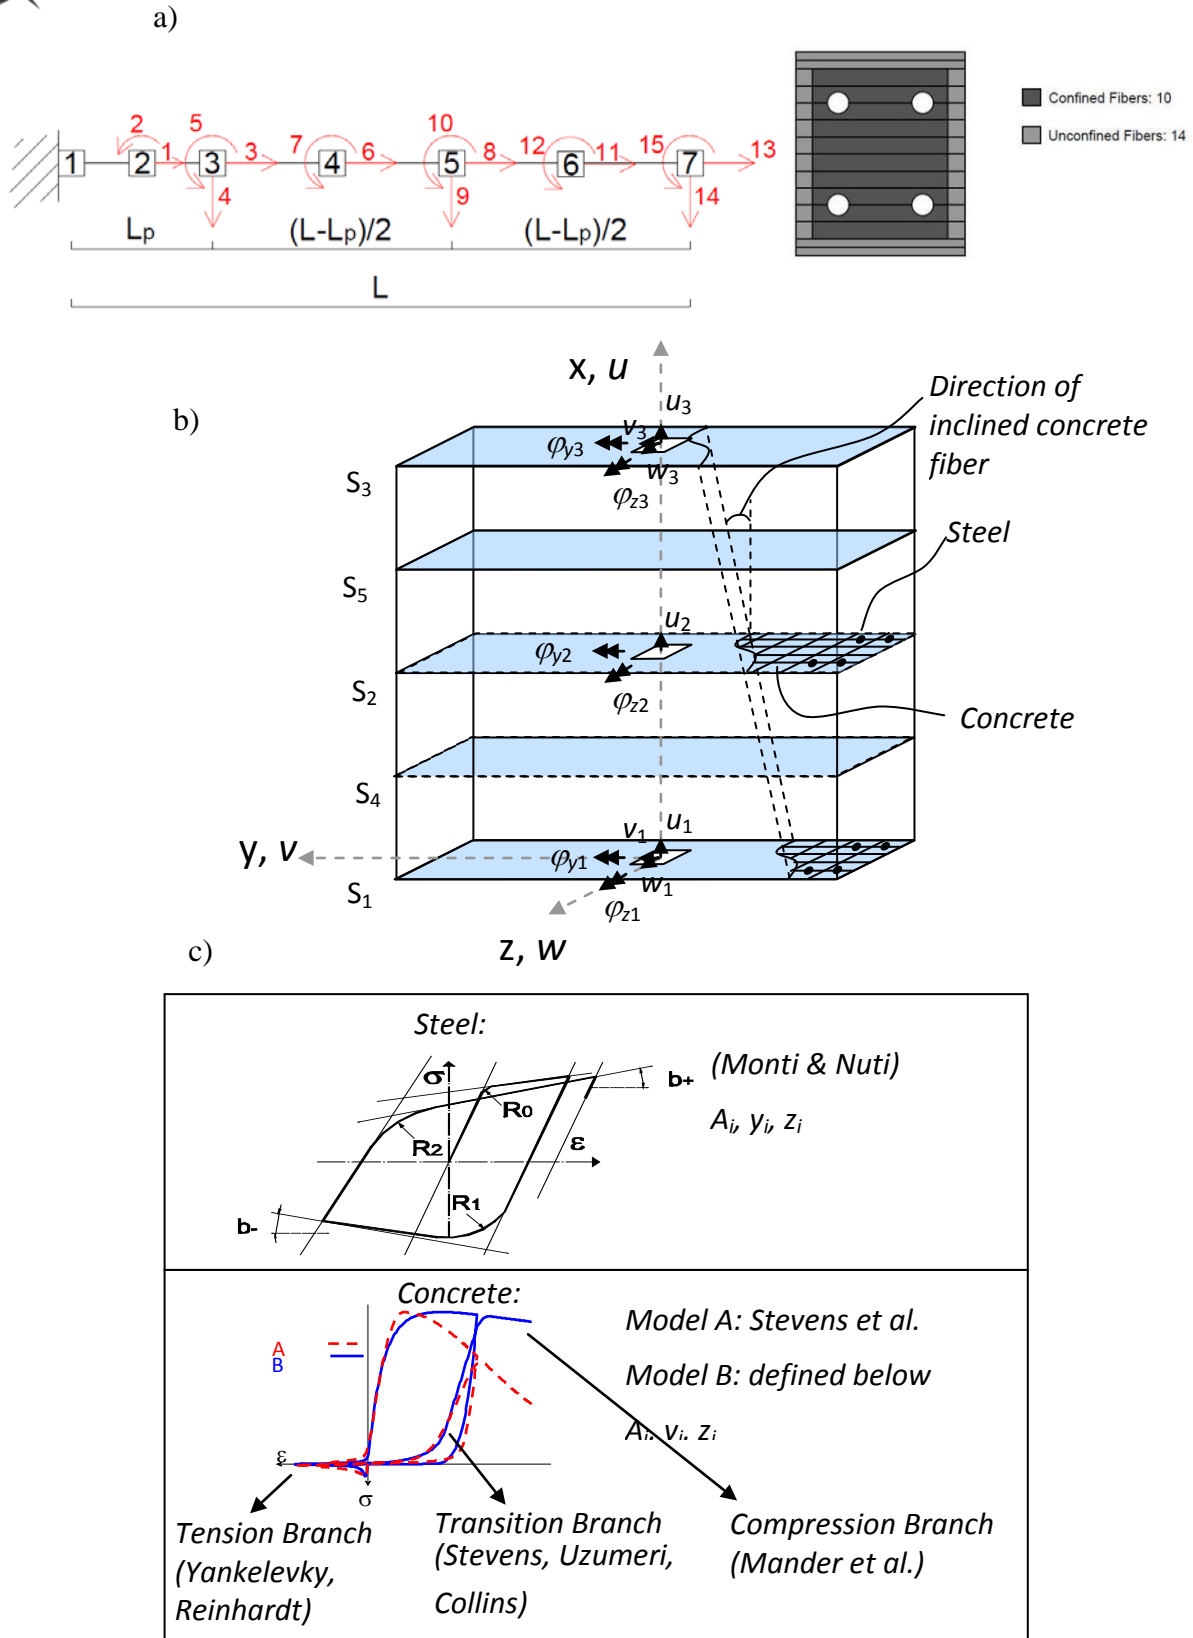 a)
2 5 10
7 12 15
1 2 1 3 3 4 6 5 8 6 11 7 13
4 9 14
Lp (L-Lp)/2 (L-Lp)/2
L
Confined Fibers: 10
Unconfined Fibers: 14
b)
x, u
Direction of
inclined concrete
fiber
u3
v3
φy3
w3
φz3
S3
Steel
S5
u2
φy2
S2
φz2
Concrete
S4
u1
v1
y, v
φy1
w1
S1
φz1
z, w
c)
Steel:
(Monti & Nuti)
σ
b+
R0
Ai, yi, zi
R2
ε
R1
b-
Concrete:
Model A: Stevens et al.
A
B
Model B: defined below
Ai, yi, zi
ε
σ
Tension Branch
(Yankelevky,
Reinhardt)
Transition Branch
(Stevens, Uzumeri,
Collins)
Compression Branch
(Mander et al.)